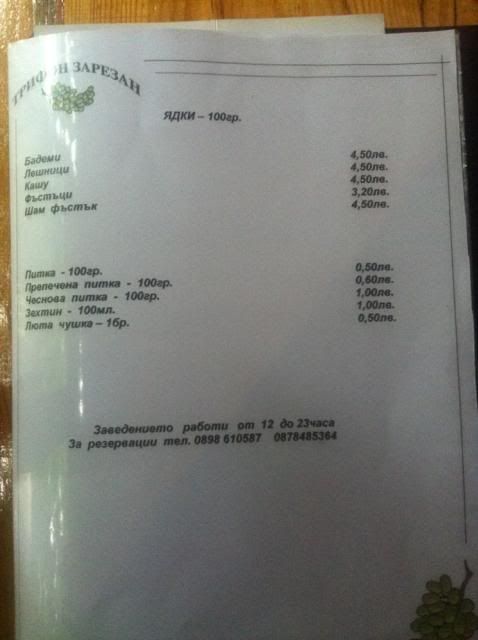 ТРИФОН ЗАРЕЗАН
ЯДКИ – 100гр.
Бадеми 4,50лв.
Лешници 4,50лв.
Кашу 4,50лв.
Фъстъци 3,20лв.
Шам фъстък 4,50лв.
Питка - 100гр. 0,50лв.
Препечена питка - 100гр. 0,60лв.
Чеснова питка - 100гр. 1,00лв.
Зехтин - 100мл. 1,00лв.
Люта чушка – 1бр. 0,50лв.
Заведението работи от 12 до 23часа
За резервации тел. 0898 610587 0878485364